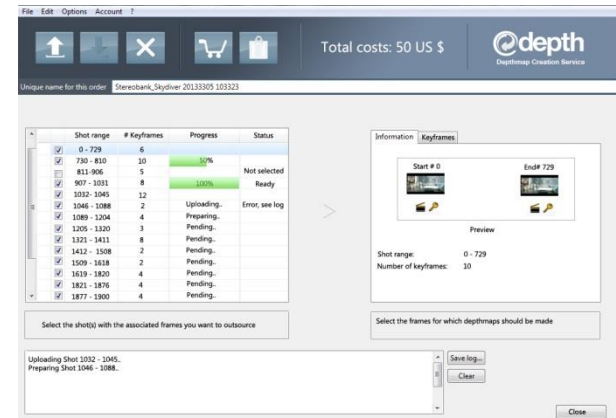 File Edit Options Account ?
Total costs: 50 US $
@depth
Depthmap Creation Service
Unique name for this order Stereobank_Skydiver 20133305 103323
Shot range # Keyframes Progress Status
0 - 729 6
730 - 810 10 50%
811-906 5 Not selected
907 - 1031 8 100% Ready
1032- 1045 12
1046 - 1088 2 Uploading.. Error, see log
1089 - 1204 4 Preparing..
1205 - 1320 3 Pending..
1321 - 1411 8 Pending..
1412 - 1508 2 Pending..
1509 - 1618 2 Pending..
1619 - 1820 4 Pending..
1821 - 1876 4 Pending..
1877 - 1900 4 Pending..
Select the shot(s) with the associated frames you want to outsource
>
Information Keyframes
Start # 0 End# 729
Preview
Shot range: 0 - 729
Number of keyframes: 10
Select the frames for which depthmaps should be made
Uploading Shot 1032 - 1045..
Preparing Shot 1046 - 1088..
Save log...
Clear
Close